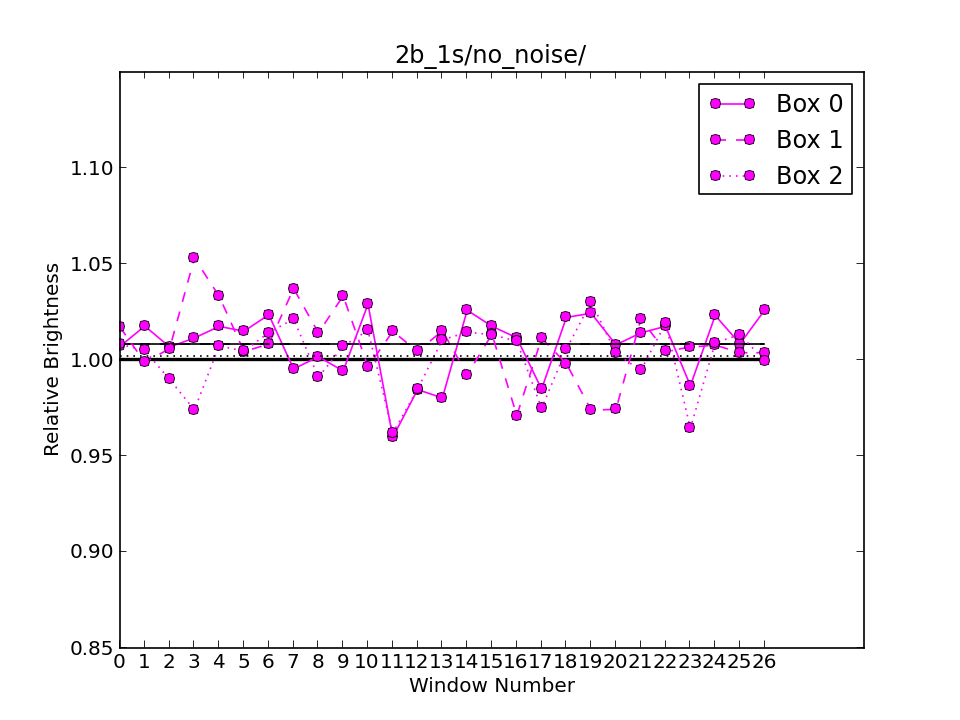 2b_1s/no_noise/
Box 0
Box 1
Box 2
1.10
1.05
1.00
0.95
0.90
0.85
Relative Brightness
0 1 2 3 4 5 6 7 8 9 10 11 12 13 14 15 16 17 18 19 20 21 22 23 24 25 26
Window Number